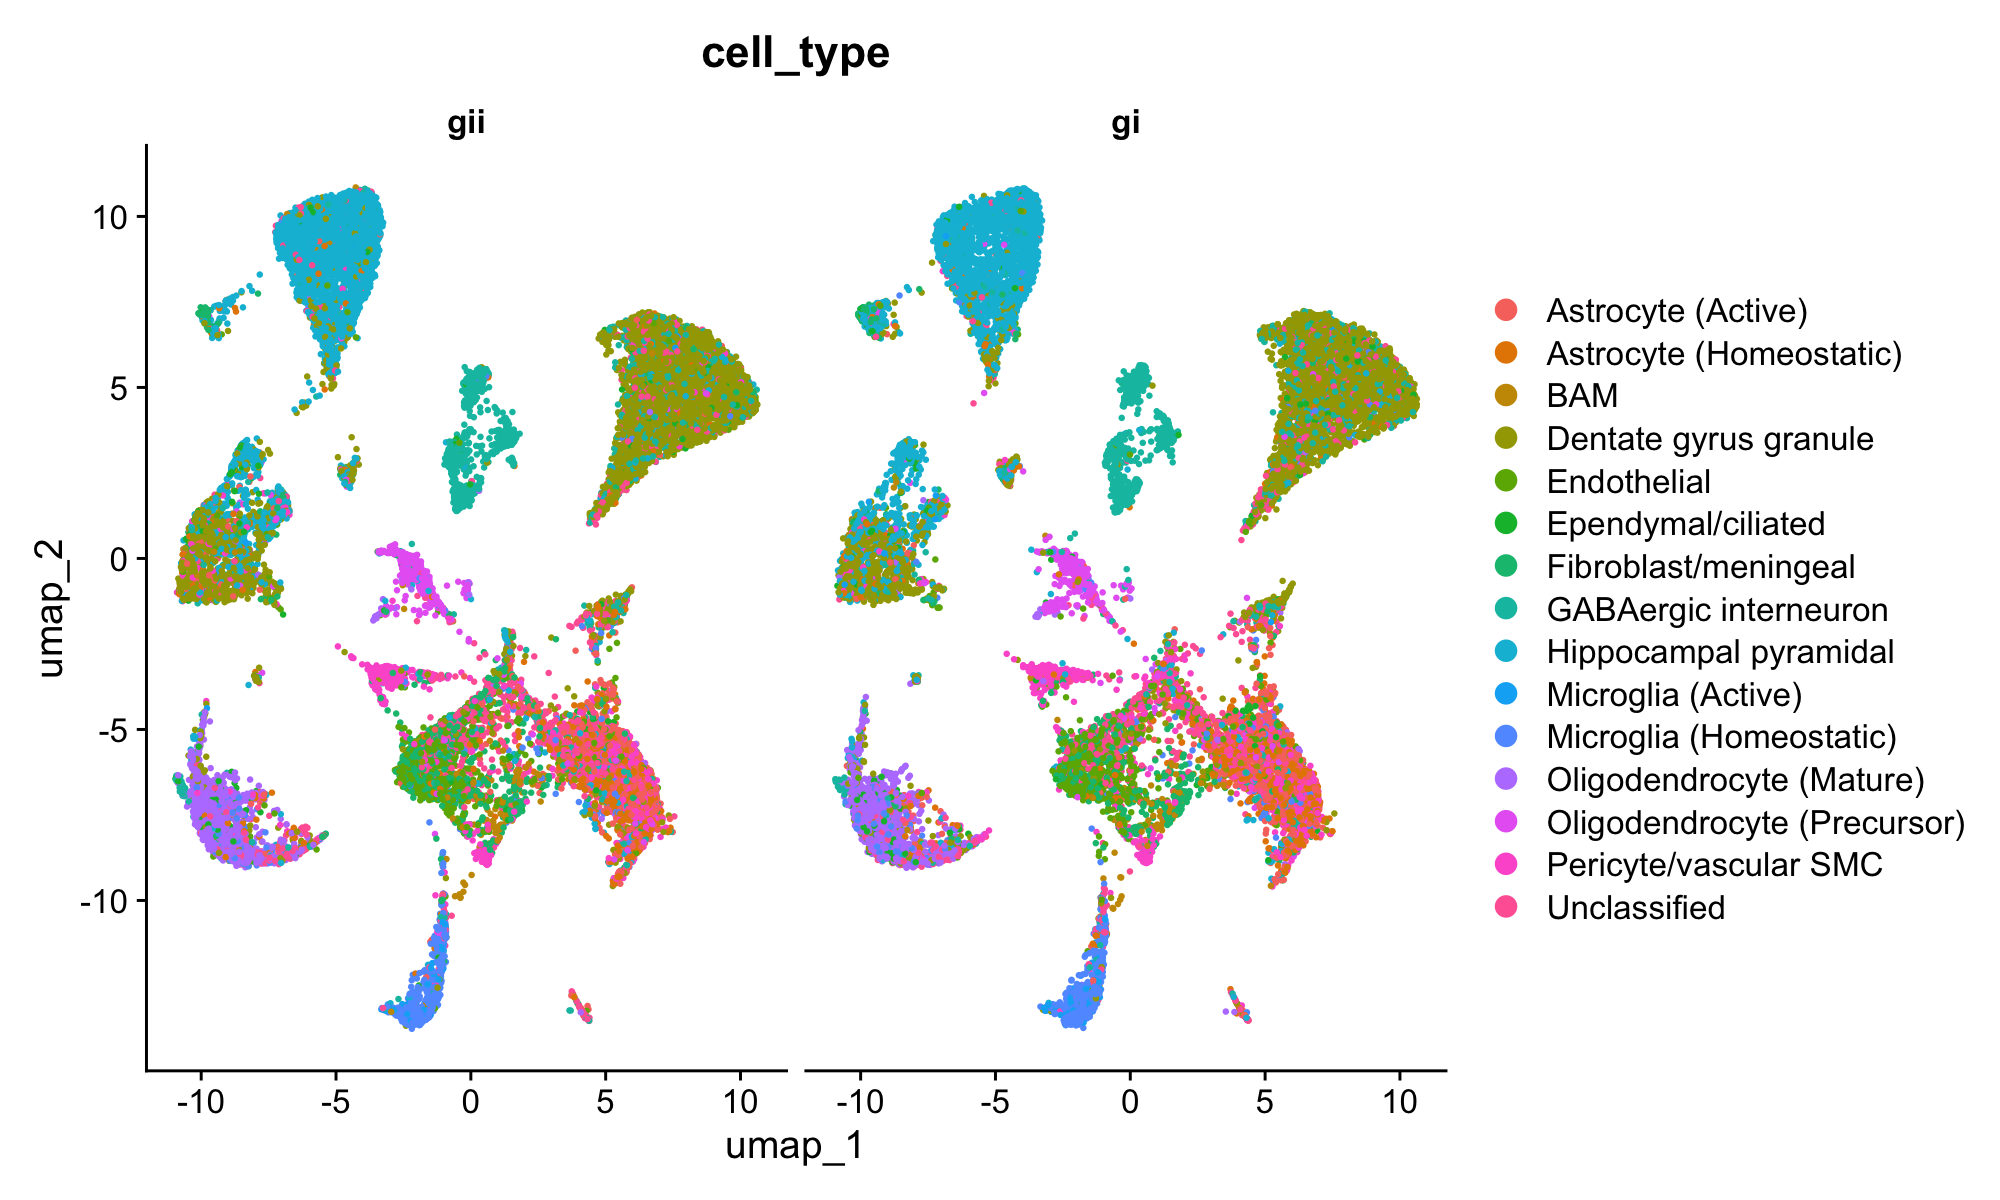 cell_type
gii
gi
10
5
0
-5
-10
umap_2
-10
-5
0
5
10
-10
-5
0
5
10
umap_1
Astrocyte (Active)
Astrocyte (Homeostatic)
BAM
Dentate gyrus granule
Endothelial
Ependymal/ciliated
Fibroblast/meningeal
GABAergic interneuron
Hippocampal pyramidal
Microglia (Active)
Microglia (Homeostatic)
Oligodendrocyte (Mature)
Oligodendrocyte (Precursor)
Pericyte/vascular SMC
Unclassified